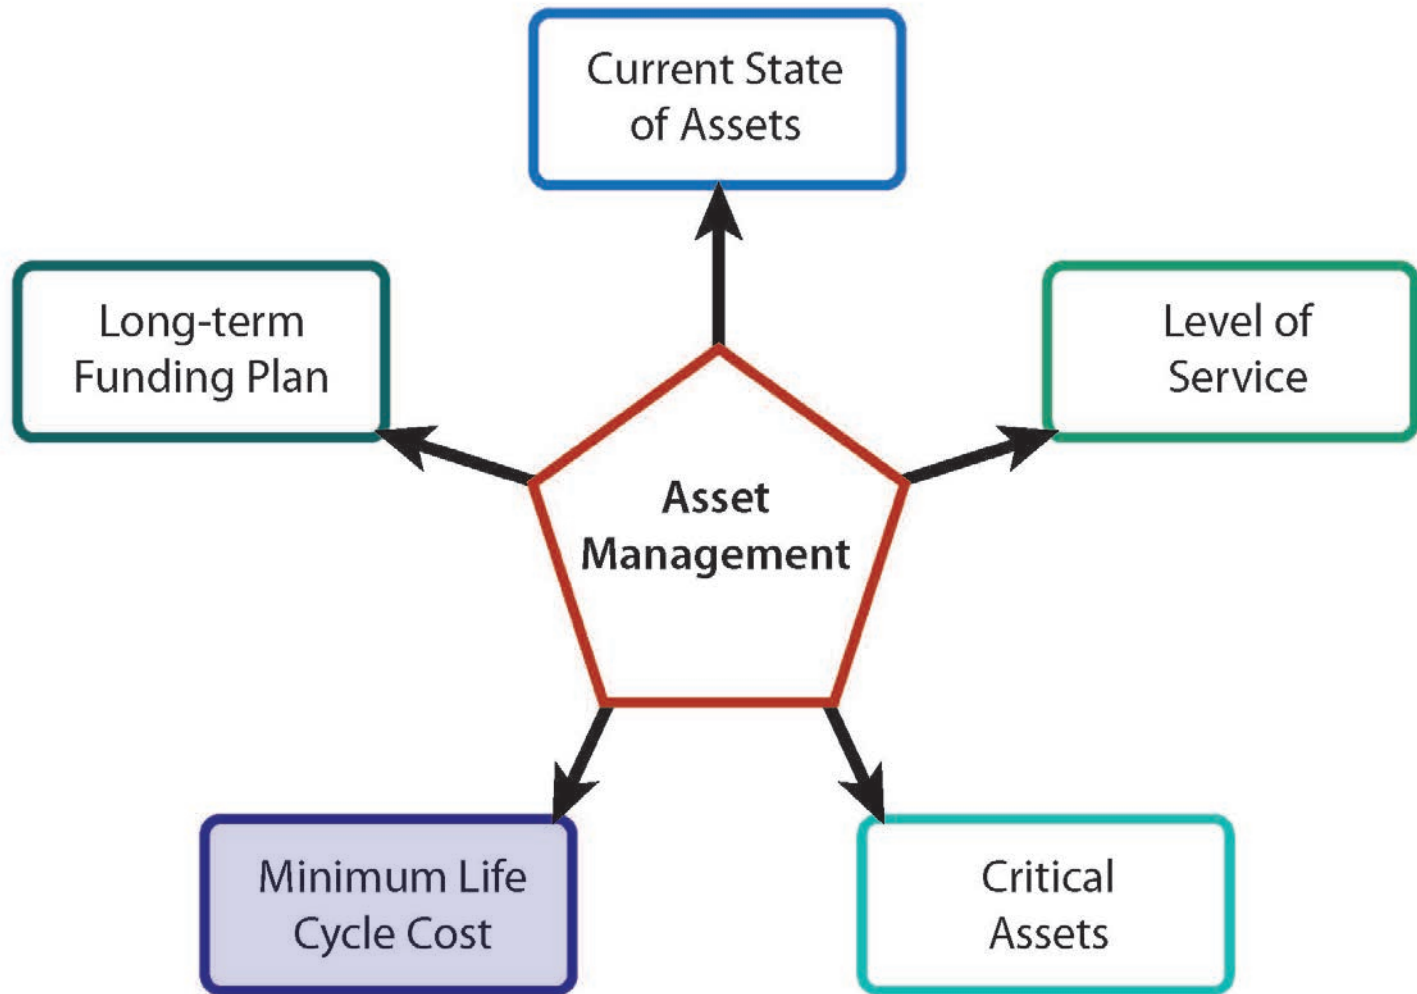 Current State
of Assets
Long-term
Funding Plan
Level of
Service
Asset
Management
Minimum Life
Cycle Cost
Critical
Assets